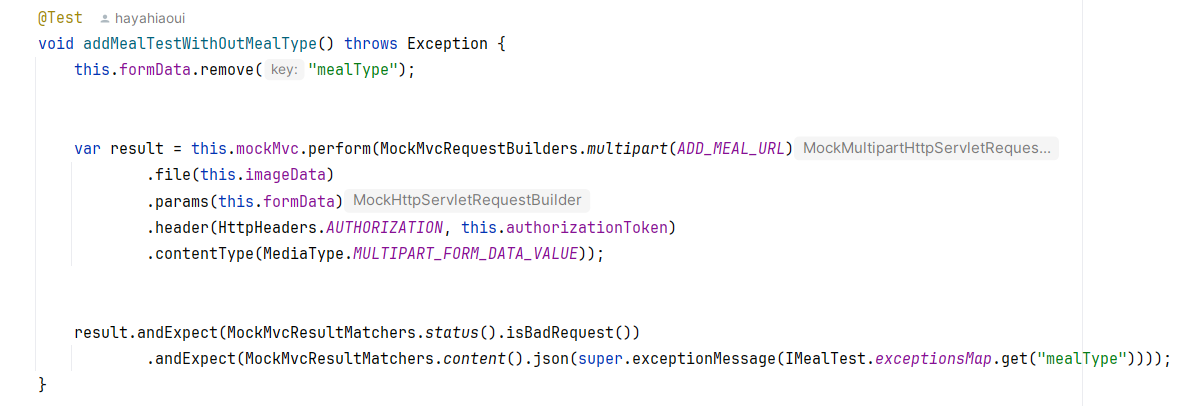 @Test hayahiaoui
void addMealTestWithOutMealType() throws Exception {
this.formData.remove( key: "mealType");
var result = this.mockMvc.perform(MockMvcRequestBuilders.multipart(ADD_MEAL_URL) MockMultipartHttpServletReques...
.file(this.imageData)
.params(this.formData) MockHttpServletRequestBuilder
.header(HttpHeaders.AUTHORIZATION, this.authorizationToken)
.contentType(MediaType.MULTIPART_FORM_DATA_VALUE));
result.andExpect(MockMvcResultMatchers.status().isBadRequest())
.andExpect(MockMvcResultMatchers.content().json(super.exceptionMessage(IMealTest.exceptionsMap.get("mealType"))));
}